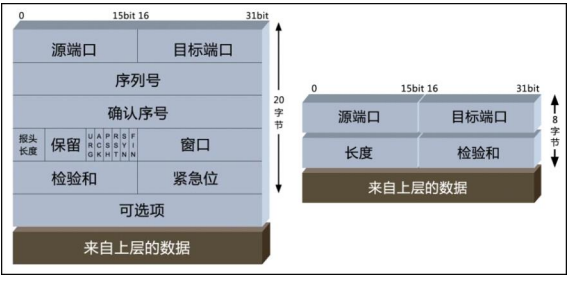 0 15bit 16 31bit
源端口 目标端口
序列号
确认序号
报头长度 保留 URG ACK PSH RST SYN FIN 窗口
检验和 紧急位
可选项
来自上层的数据
20字节
0 15bit 16 31bit
源端口 目标端口
长度 检验和
来自上层的数据
8字节